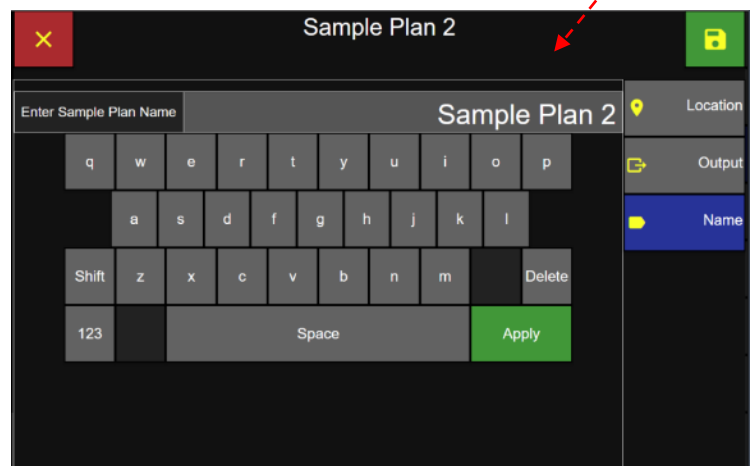 Sample Plan 2
Enter Sample Plan Name Sample Plan 2
Location
q w e r t y u i o p
Output
a s d f g h j k l
Name
Shift z x c v b n m Delete
123 Space Apply